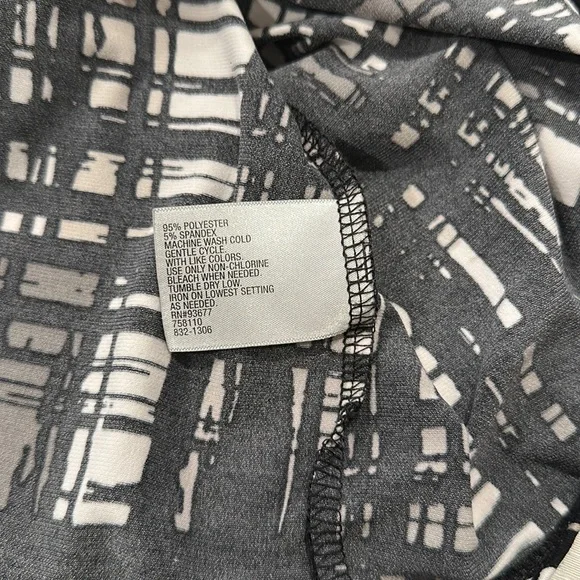 95% POLYESTER
5% SPANDEX
MACHINE WASH COLD
GENTLE CYCLE.
WITH LIKE COLORS.
USE ONLY NON-CHLORINE
BLEACH WHEN NEEDED.
TUMBLE DRY LOW.
IRON ON LOWEST SETTING
AS NEEDED.
RN#93677
758110
832-1306